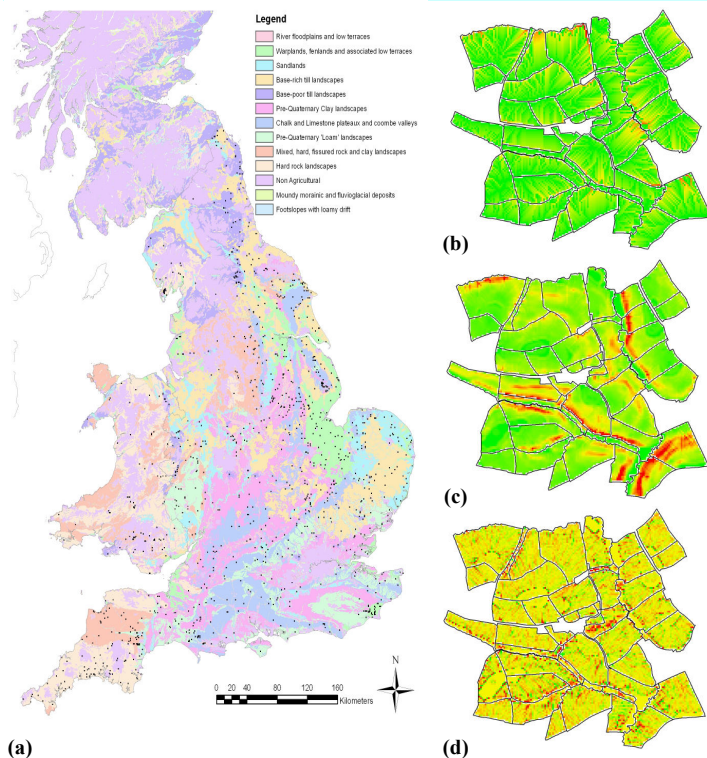 Legend
River floodplains and low terraces
Warplands, fenlands and associated low terraces
Sandlands
Base-rich till landscapes
Base-poor till landscapes
Pre-Quaternary Clay landscapes
Chalk and Limestone plateaux and coombe valleys
Pre-Quaternary 'Loam' landscapes
Mixed, hard, fissured rock and clay landscapes
Hard rock landscapes
Non Agricultural
Moundy morainic and fluvioglacial deposits
Footslopes with loamy drift
N
0 20 40 80 120 160
Kilometers
(a)
(b)
(c)
(d)